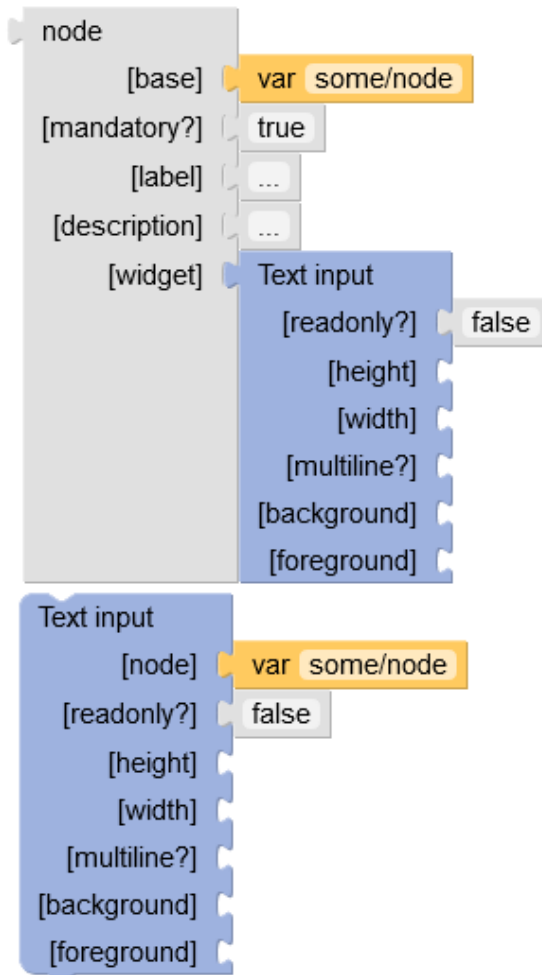 node
[base] var some/node
[mandatory?] true
[label] ...
[description] ...
[widget] Text input
[readonly?] false
[height]
[width]
[multiline?]
[background]
[foreground]
Text input
[node] var some/node
[readonly?] false
[height]
[width]
[multiline?]
[background]
[foreground]